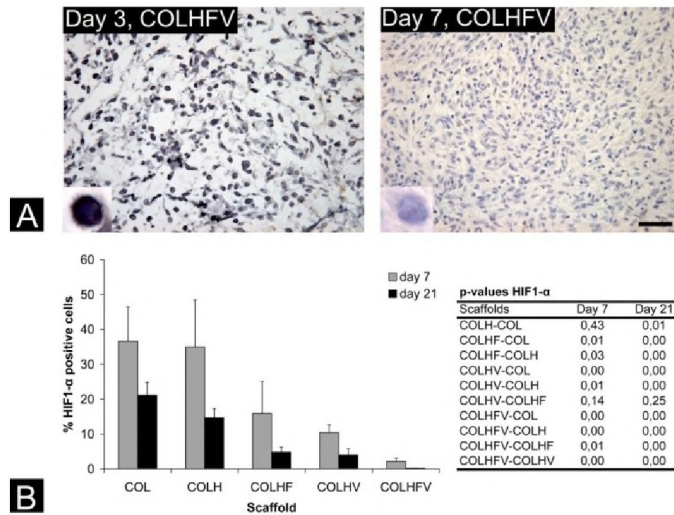 Day 3, COLHFV
Day 7, COLHFV
A
60
50
40
30
20
10
0
% HIF1-α positive cells
day 7
day 21
COL COLH COLHF COLHV COLHFV
Scaffold
p-values HIF1-α
Scaffolds Day 7 Day 21
COLH-COL 0,43 0,01
COLHF-COL 0,01 0,00
COLHF-COLH 0,03 0,00
COLHV-COL 0,00 0,00
COLHV-COLH 0,01 0,00
COLHV-COLHF 0,14 0,25
COLHFV-COL 0,00 0,00
COLHFV-COLH 0,00 0,00
COLHFV-COLHF 0,01 0,00
COLHFV-COLHV 0,00 0,00
B